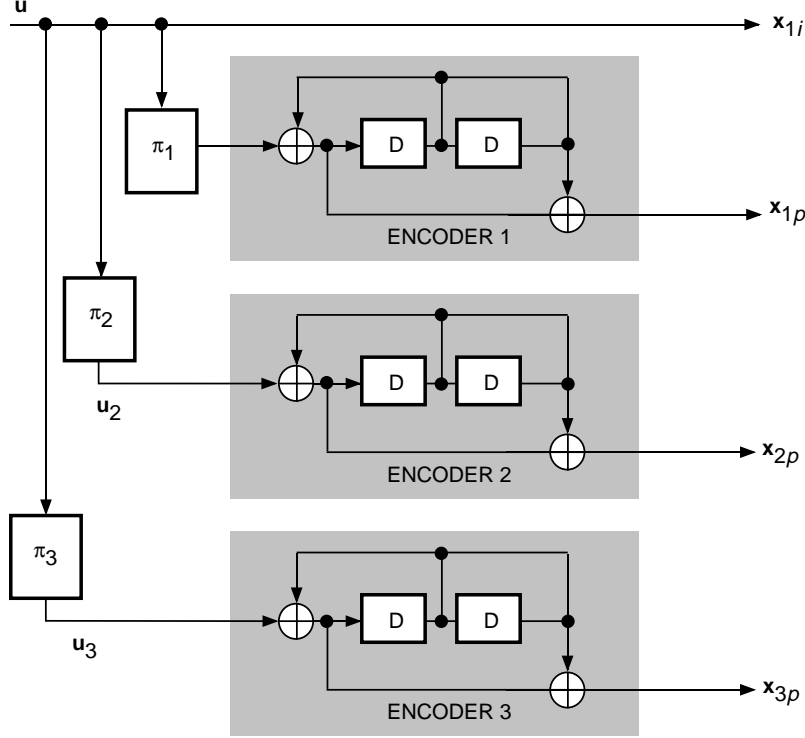 u
x1i
π1
D D
x1p
ENCODER 1
π2
D D
u2
x2p
ENCODER 2
π3
D D
u3
x3p
ENCODER 3